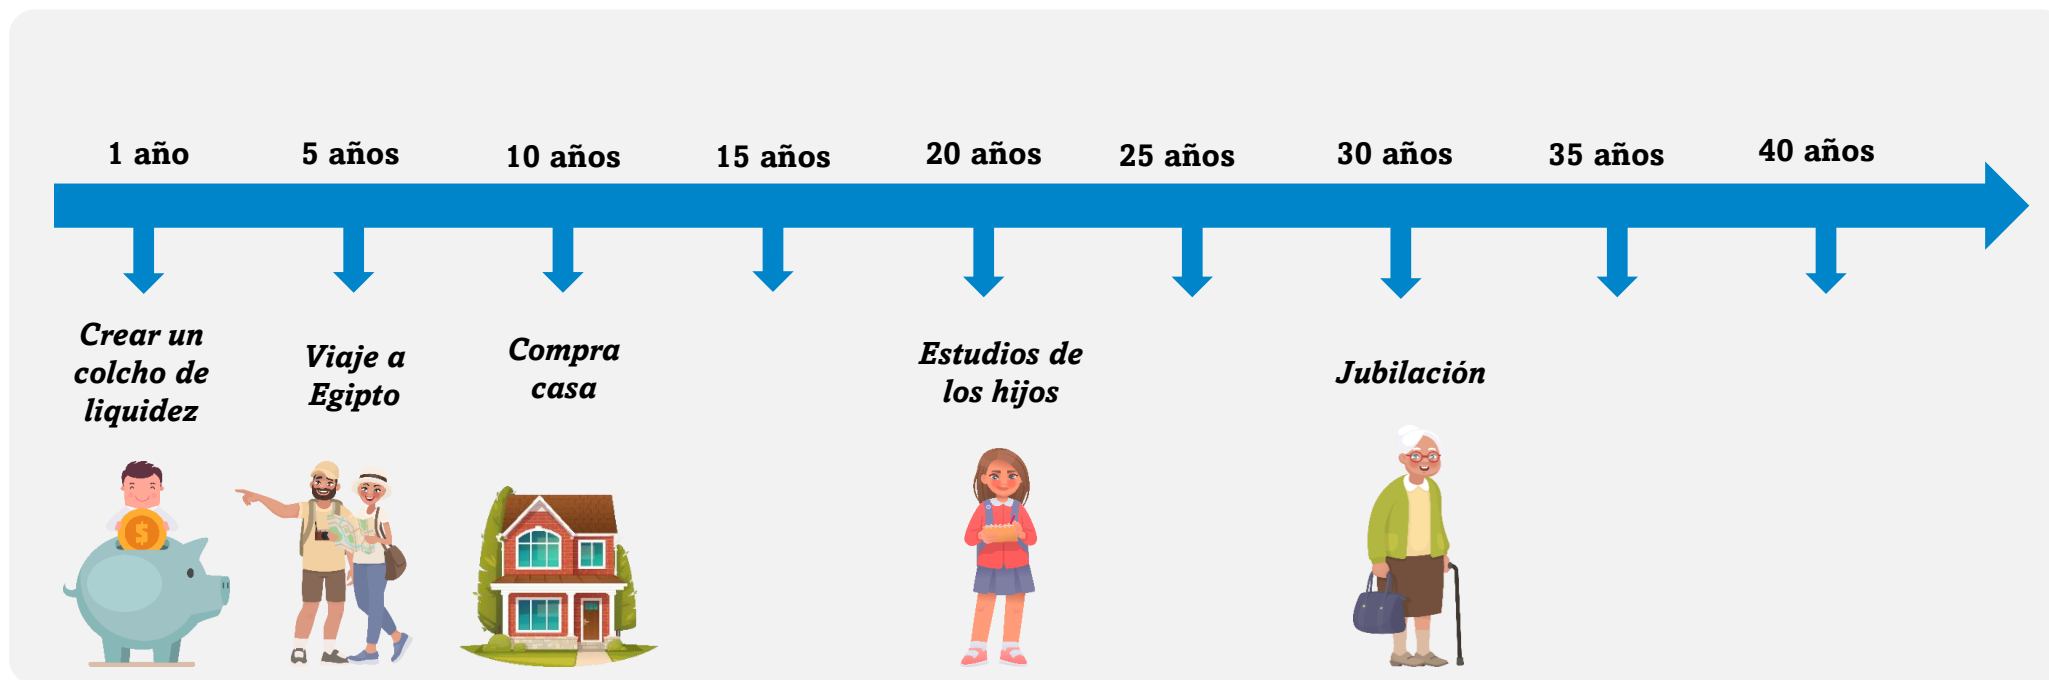 1 año
5 años
10 años
15 años
20 años
25 años
30 años
35 años
40 años
Crear un
colcho de
liquidez
Viaje a
Egipto
Compra
casa
Estudios de
los hijos
Jubilación
$